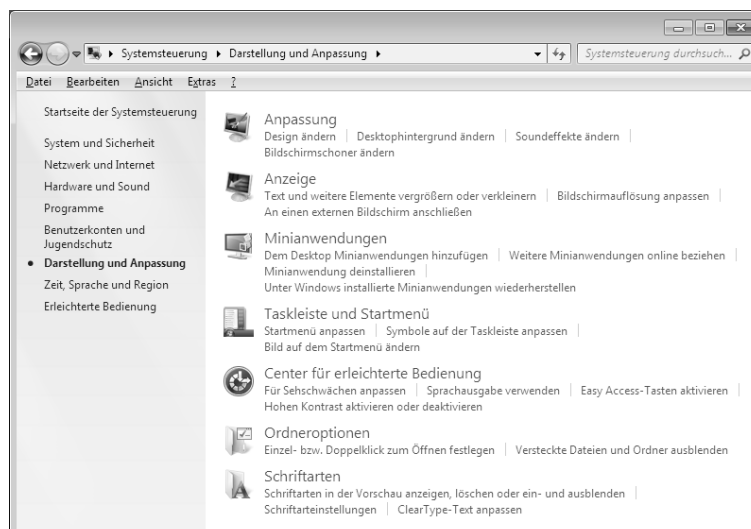 Systemsteuerung Darstellung und Anpassung Systemsteuerung durchsuch...
Datei Bearbeiten Ansicht Extras ?
Startseite der Systemsteuerung
System und Sicherheit
Netzwerk und Internet
Hardware und Sound
Programme
Benutzerkonten und
Jugendschutz
Darstellung und Anpassung
Zeit, Sprache und Region
Erleichterte Bedienung
Anpassung
Design ändern Desktophintergrund ändern Soundeffekte ändern
Bildschirmschoner ändern
Anzeige
Text und weitere Elemente vergrößern oder verkleinern Bildschirmauflösung anpassen
An einen externen Bildschirm anschließen
Minianwendungen
Dem Desktop Minianwendungen hinzufügen Weitere Minianwendungen online beziehen
Minianwendung deinstallieren
Unter Windows installierte Minianwendungen wiederherstellen
Taskleiste und Startmenü
Startmenü anpassen Symbole auf der Taskleiste anpassen
Bild auf dem Startmenü ändern
Center für erleichterte Bedienung
Für Sehschwächen anpassen Sprachausgabe verwenden Easy Access-Tasten aktivieren
Hohen Kontrast aktivieren oder deaktivieren
Ordneroptionen
Einzel- bzw. Doppelklick zum Öffnen festlegen Versteckte Dateien und Ordner ausblenden
Schriftarten
Schriftarten in der Vorschau anzeigen, löschen oder ein- und ausblenden
Schriftarteinstellungen ClearType-Text anpassen